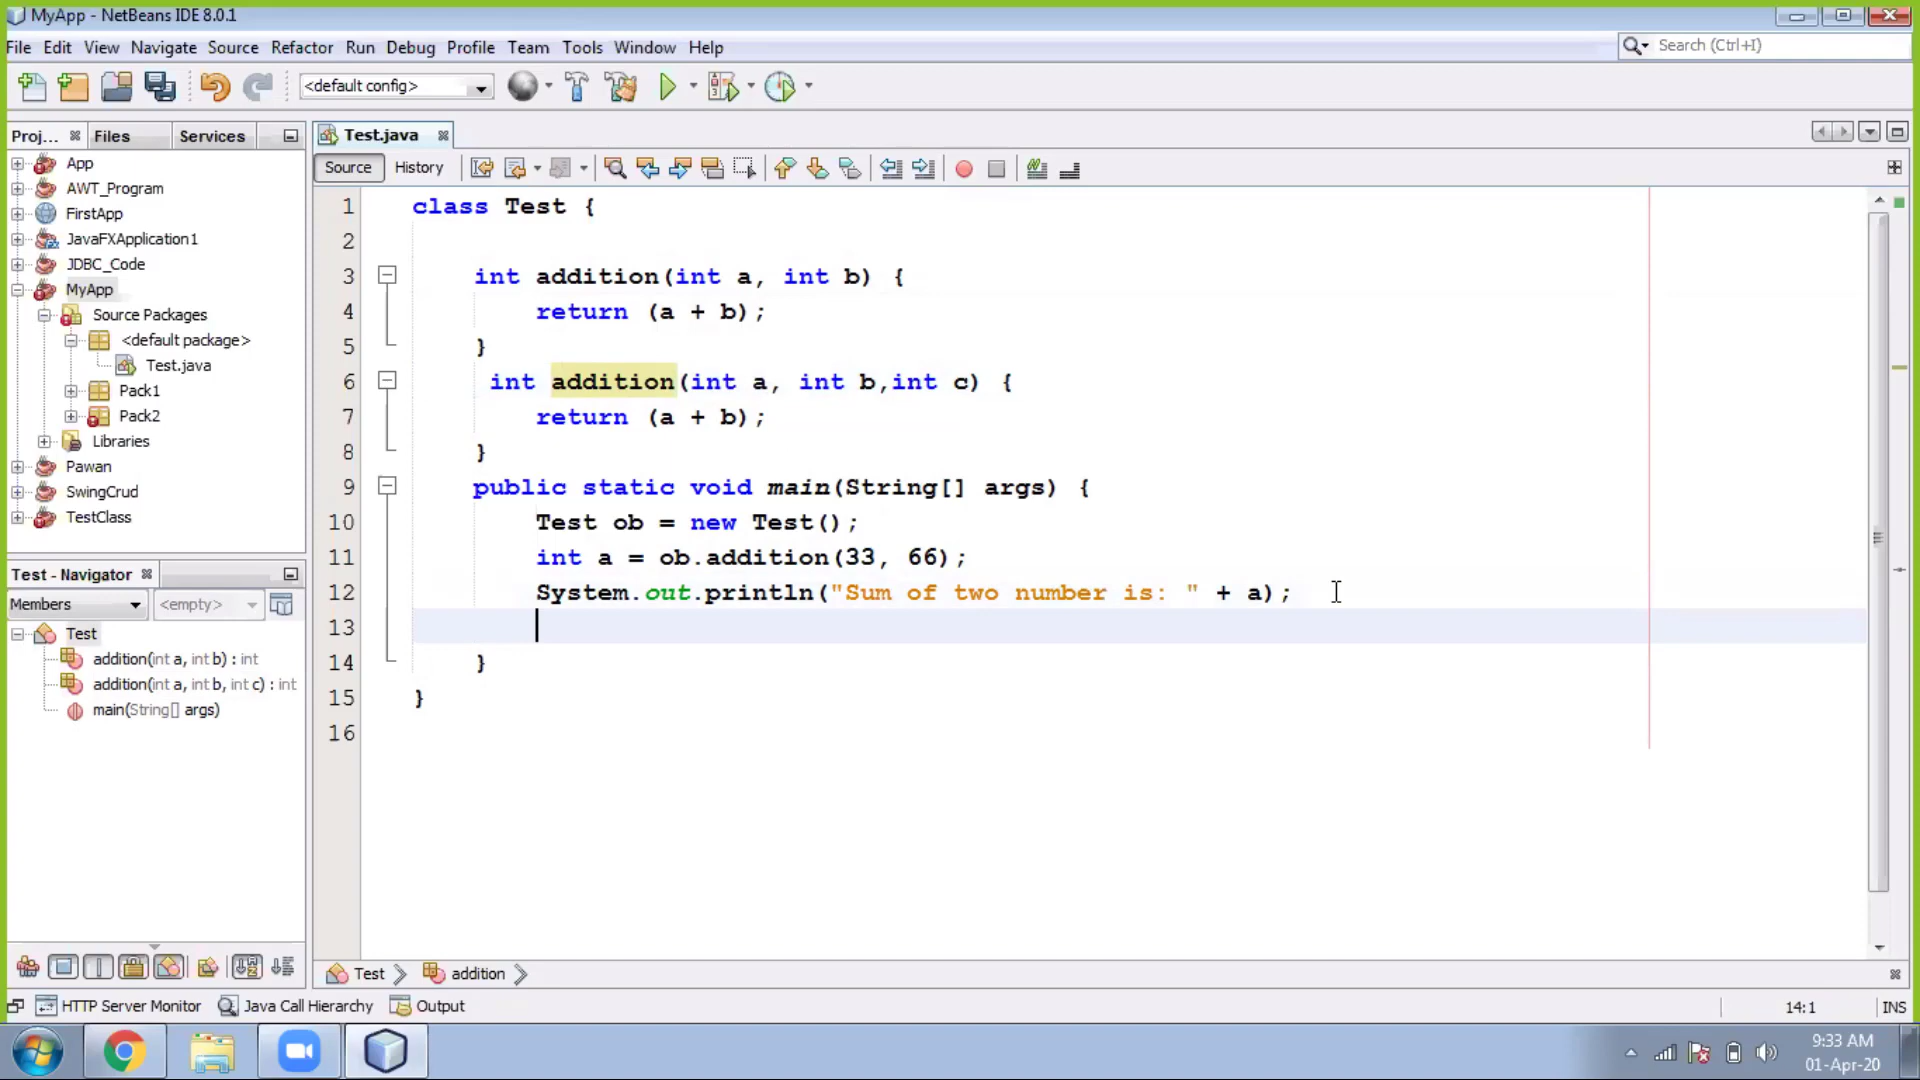 MyApp - NetBeans IDE 8.0.1
File Edit View Navigate Source Refactor Run Debug Profile Team Tools Window Help
Search (Ctrl+I)
<default config>
Proj... Files Services
Test.java
Source History
App
AWT_Program
FirstApp
JavaFXApplication1
JDBC_Code
MyApp
Source Packages
<default package>
Test.java
Pack1
Pack2
Libraries
Pawan
SwingCrud
TestClass
Test - Navigator
Members <empty>
Test
addition(int a, int b) : int
addition(int a, int b, int c) : int
main(String[] args)
1 class Test {
2
3 int addition(int a, int b) {
4 return (a + b);
5 }
6 int addition(int a, int b,int c) {
7 return (a + b);
8 }
9 public static void main(String[] args) {
10 Test ob = new Test();
11 int a = ob.addition(33, 66);
12 System.out.println("Sum of two number is: " + a);
13
14 }
15 }
16
Test addition
HTTP Server Monitor Java Call Hierarchy Output
14:1 INS
9:33 AM
01-Apr-20